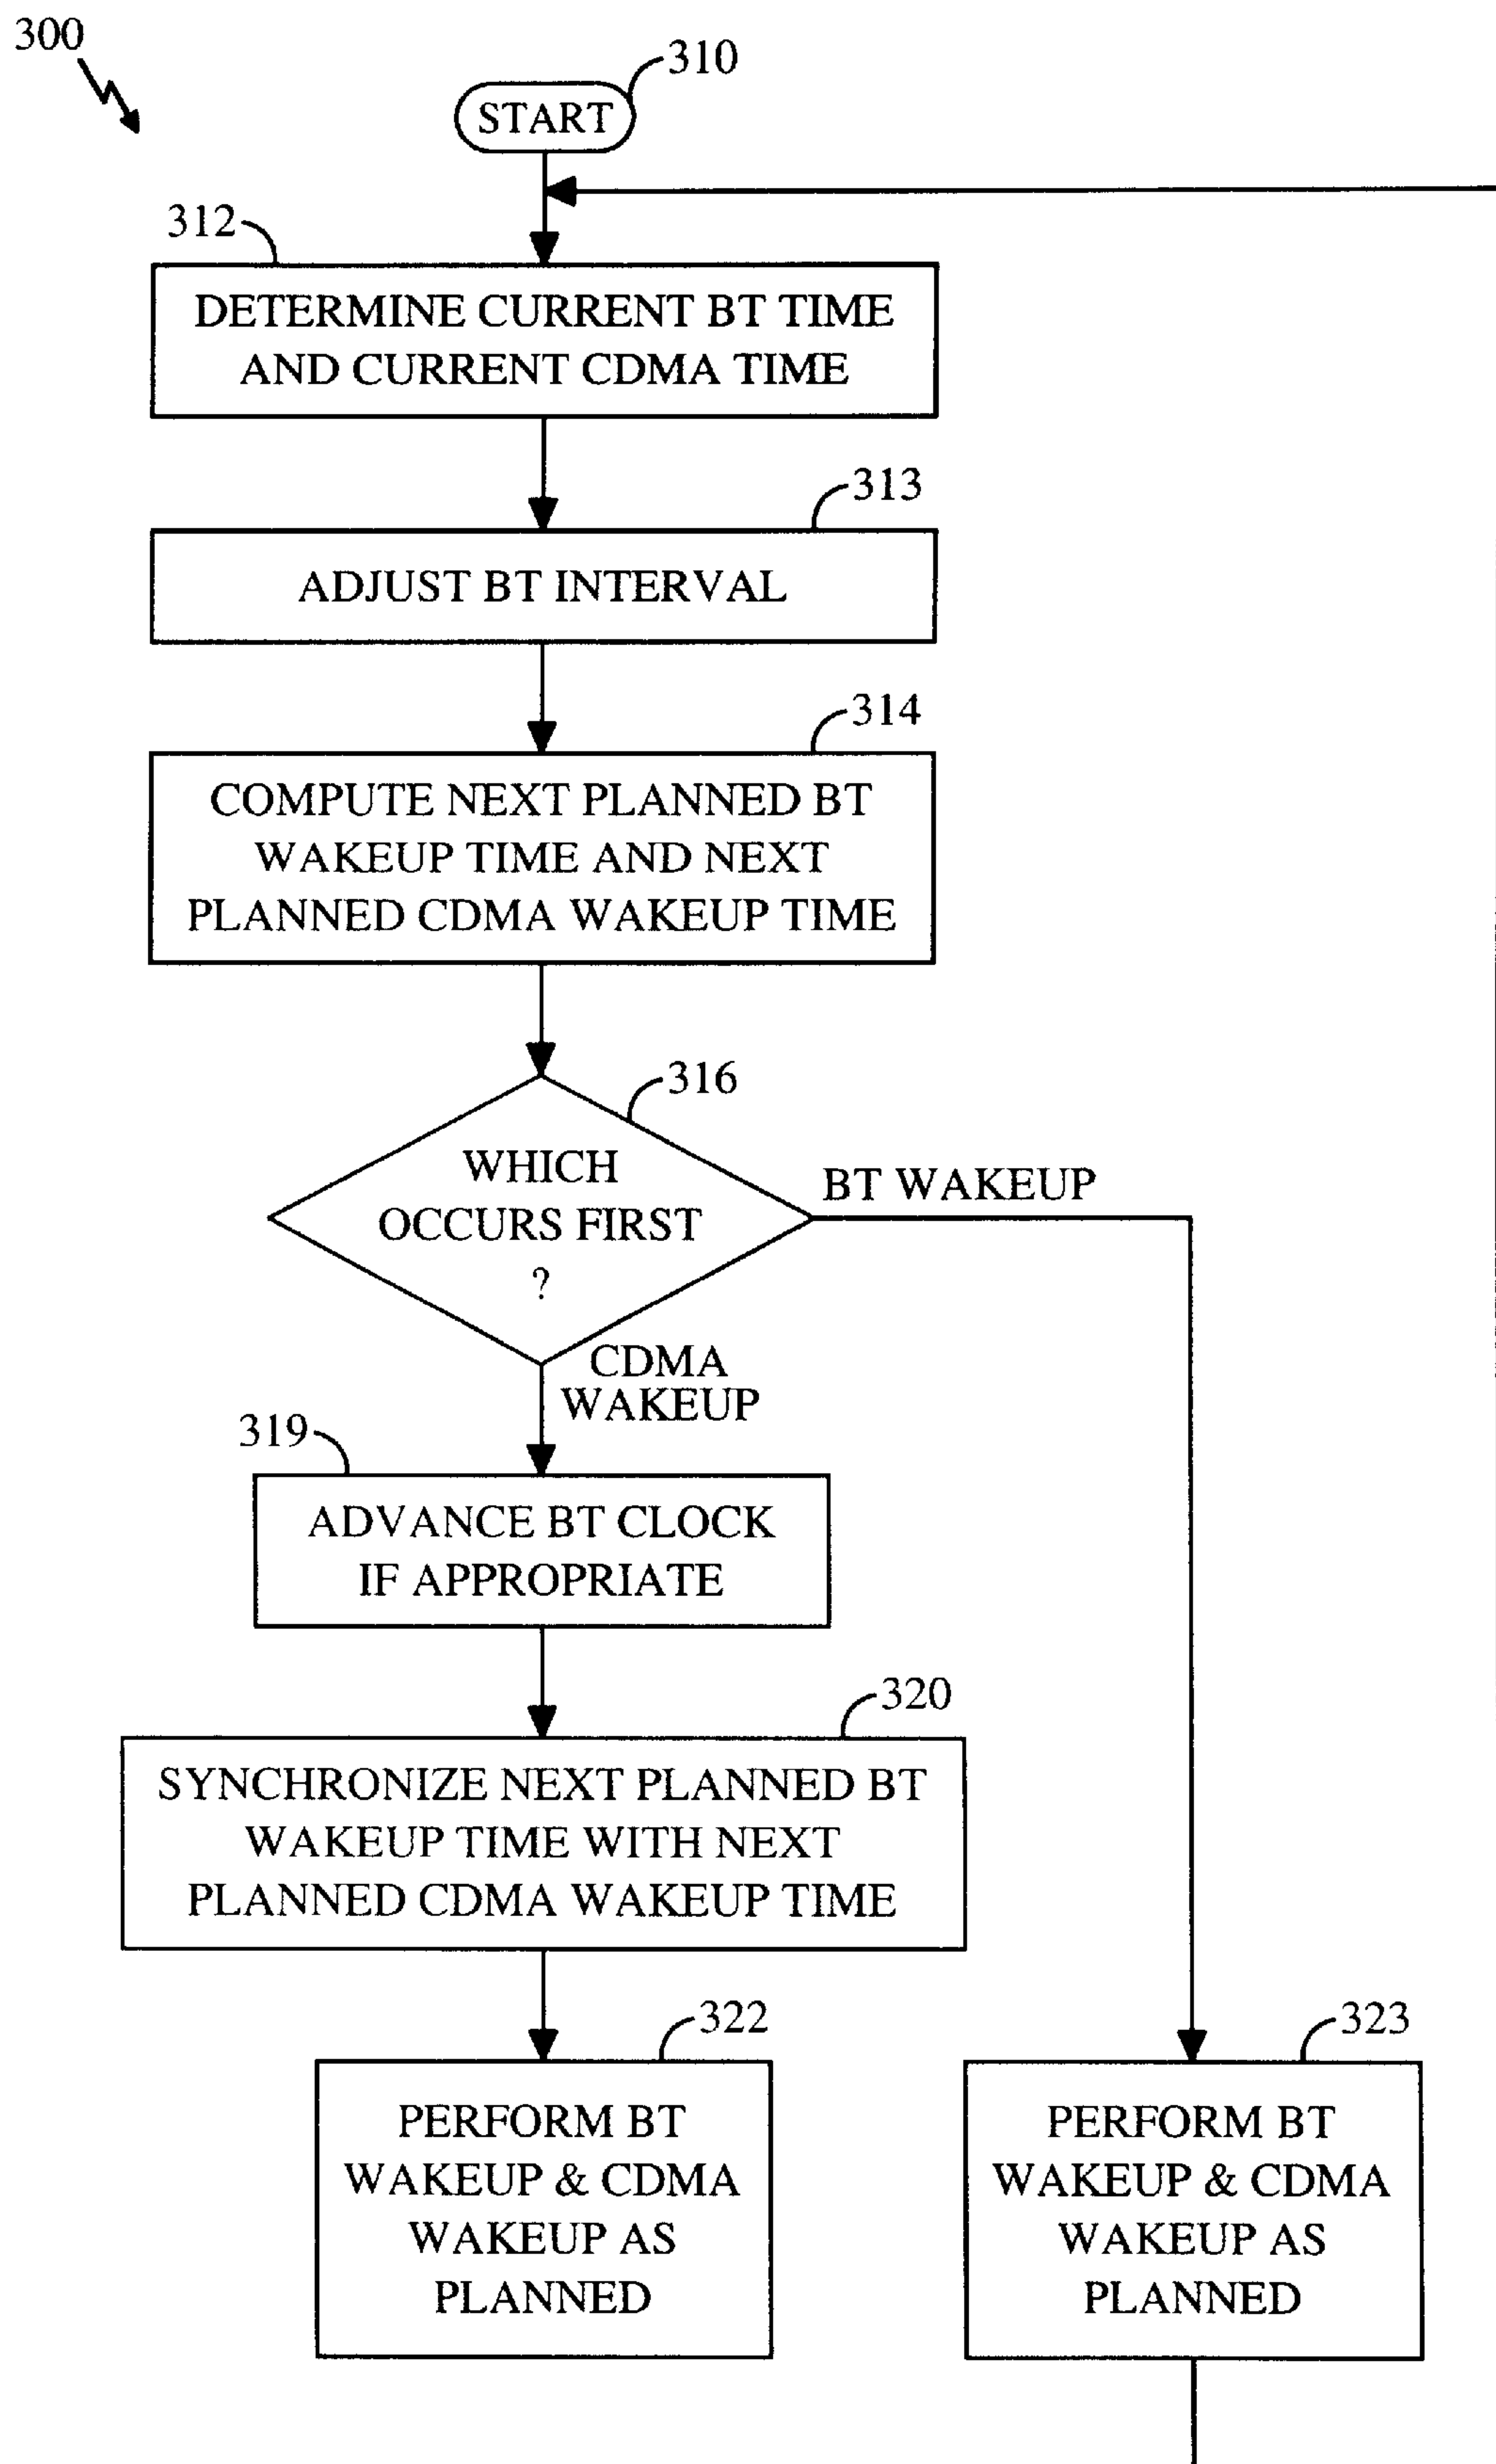 300
310
START
312
DETERMINE CURRENT BT TIME
AND CURRENT CDMA TIME
313
ADJUST BT INTERVAL
314
COMPUTE NEXT PLANNED BT
WAKEUP TIME AND NEXT
PLANNED CDMA WAKEUP TIME
316
WHICH
OCCURS FIRST
?
BT WAKEUP
CDMA
WAKEUP
319
ADVANCE BT CLOCK
IF APPROPRIATE
320
SYNCHRONIZE NEXT PLANNED BT
WAKEUP TIME WITH NEXT
PLANNED CDMA WAKEUP TIME
322
PERFORM BT
WAKEUP & CDMA
WAKEUP AS
PLANNED
323
PERFORM BT
WAKEUP & CDMA
WAKEUP AS
PLANNED